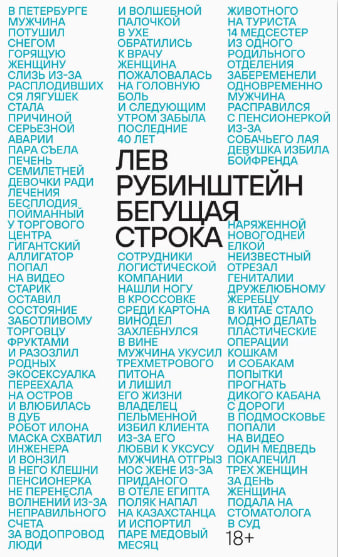 В ПЕТЕРБУРГЕ
МУЖЧИНА
ПОТУШИЛ
СНЕГОМ
ГОРЯЩУЮ
ЖЕНЩИНУ
СЛИЗЬ ИЗ-ЗА
РАСПЛОДИВШИХ
СЯ ЛЯГУШЕК
СТАЛА
ПРИЧИНОЙ
СЕРЬЕЗНОЙ
АВАРИИ
ПАРА СЪЕЛА
ПЕЧЕНЬ
СЕМИЛЕТНЕЙ
ДЕВОЧКИ РАДИ
ЛЕЧЕНИЯ
БЕСПЛОДИЯ
ПОЙМАННЫЙ
У ТОРГОВОГО
ЦЕНТРА
ГИГАНТСКИЙ
АЛЛИГАТОР
ПОПАЛ
НА ВИДЕО
СТАРИК
ОСТАВИЛ
СОСТОЯНИЕ
ЗАБОТЛИВОМУ
ТОРГОВЦУ
ФРУКТАМИ
И РАЗОЗЛИЛ
РОДНЫХ
ЭКОСЕКСУАЛКА
ПЕРЕЕХАЛА
НА ОСТРОВ
И ВЛЮБИЛАСЬ
В ДУБ
РОБОТ ИЛОНА
МАСКА СХВАТИЛ
ИНЖЕНЕРА
И ВОНЗИЛ
В НЕГО КЛЕШНИ
ПЕНСИОНЕРКА
НЕ ПЕРЕНЕСЛА
ВОЛНЕНИЙ ИЗ-ЗА
НЕПРАВИЛЬНОГО
СЧЕТА
ЗА ВОДОПРОВОД
ЛЮДИ
И ВОЛШЕБНОЙ
ПАЛОЧКОЙ
В УХЕ
ОБРАТИЛИСЬ
К ВРАЧУ
ЖЕНЩИНА
ПОЖАЛОВАЛАСЬ
НА ГОЛОВНУЮ
БОЛЬ
И СЛЕДУЮЩИМ
УТРОМ ЗАБЫЛА
ПОСЛЕДНИЕ
40 ЛЕТ
ЛЕВ
РУБИНШТЕЙН
БЕГУЩАЯ
СТРОКА
СОТРУДНИКИ
ЛОГИСТИЧЕСКОЙ
КОМПАНИИ
НАШЛИ НОГУ
В КРОССОВКЕ
СРЕДИ КАРТОНА
ВИНОДЕЛ
ЗАХЛЕБНУЛСЯ
В ВИНЕ
МУЖЧИНА УКУСИЛ
ТРЕХМЕТРОВОГО
ПИТОНА
И ЛИШИЛ
ЕГО ЖИЗНИ
ВЛАДЕЛЕЦ
ПЕЛЬМЕННОЙ
ИЗБИЛ КЛИЕНТА
ИЗ-ЗА ЕГО
ЛЮБВИ К УКСУСУ
МУЖЧИНА ОТГРЫЗ
НОС ЖЕНЕ ИЗ-ЗА
ПРИДАНОГО
В ОТЕЛЕ ЕГИПТА
ПОЛЯК НАПАЛ
НА КАЗАХСТАНЦА
И ИСПОРТИЛ
ПАРЕ МЕДОВЫЙ
МЕСЯЦ
ЖИВОТНОГО
НА ТУРИСТА
14 МЕДСЕСТЕР
ИЗ ОДНОГО
РОДИЛЬНОГО
ОТДЕЛЕНИЯ
ЗАБЕРЕМЕНЕЛИ
ОДНОВРЕМЕННО
МУЖЧИНА
РАСПРАВИЛСЯ
С ПЕНСИОНЕРКОЙ
ИЗ-ЗА
СОБАЧЬЕГО ЛАЯ
ДЕВУШКА ИЗБИЛА
БОЙФРЕНДА
НАРЯЖЕННОЙ
НОВОГОДНЕЙ
ЕЛКОЙ
НЕИЗВЕСТНЫЙ
ОТРЕЗАЛ
ГЕНИТАЛИИ
ДРУЖЕЛЮБНОМУ
ЖЕРЕБЦУ
В КИТАЕ СТАЛО
МОДНО ДЕЛАТЬ
ПЛАСТИЧЕСКИЕ
ОПЕРАЦИИ
КОШКАМ
И СОБАКАМ
ПОПЫТКИ
ПРОГНАТЬ
ДИКОГО КАБАНА
С ДОРОГИ
В ПОДМОСКОВЬЕ
ПОПАЛИ
НА ВИДЕО
ОДИН МЕДВЕДЬ
ПОКАЛЕЧИЛ
ТРЕХ ЖЕНЩИН
ЗА ДЕНЬ
ЖЕНЩИНА
ПОДАЛА НА
СТОМАТОЛОГА
В СУД
18+